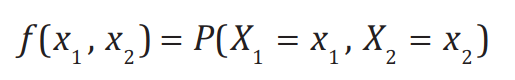 f(x₁, x₂) = P(X₁ = x₁, X₂ = x₂)